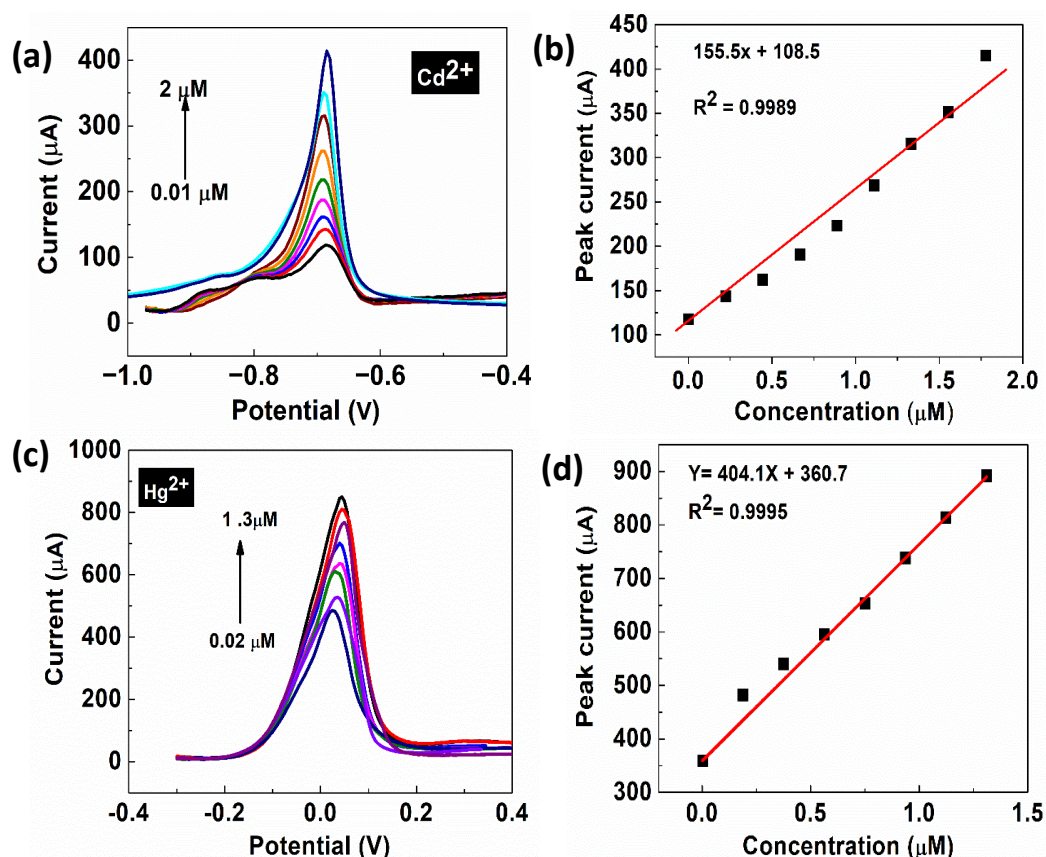 (a)
Cd2+
2 μM
0.01 μM
400
300
200
100
0
Current (μA)
−1.0 −0.8 −0.6 −0.4
Potential (V)
(b)
155.5x + 108.5
R2 = 0.9989
450
400
350
300
250
200
150
100
Peak current (μA)
0.0 0.5 1.0 1.5 2.0
Concentration (μM)
(c)
Hg2+
1.3μM
0.02 μM
1000
800
600
400
200
0
Current (μA)
-0.4 -0.2 0.0 0.2 0.4
Potential (V)
(d)
Y= 404.1X + 360.7
R2= 0.9995
900
800
700
600
500
400
300
Peak current (μA)
0.0 0.5 1.0 1.5
Concentration (μM)